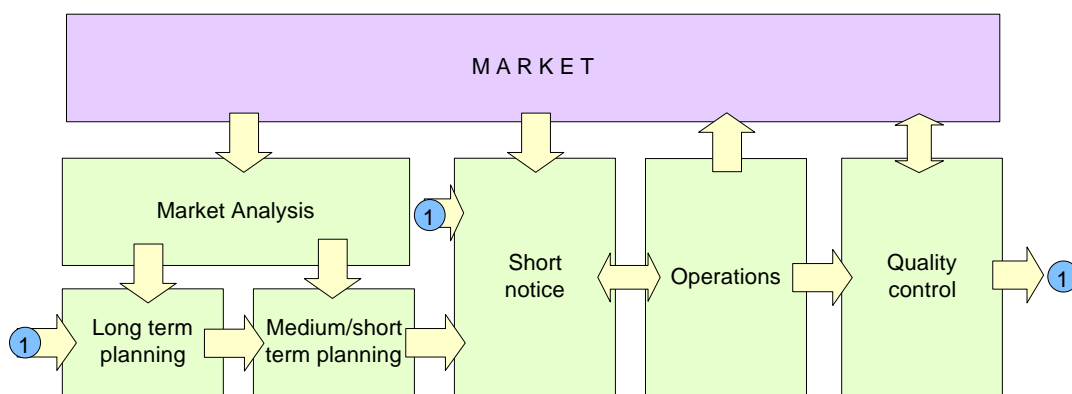 M A R K E T
Market Analysis
1
Short
notice
Operations
Quality
control
1
1
Long term
planning
Medium/short
term planning